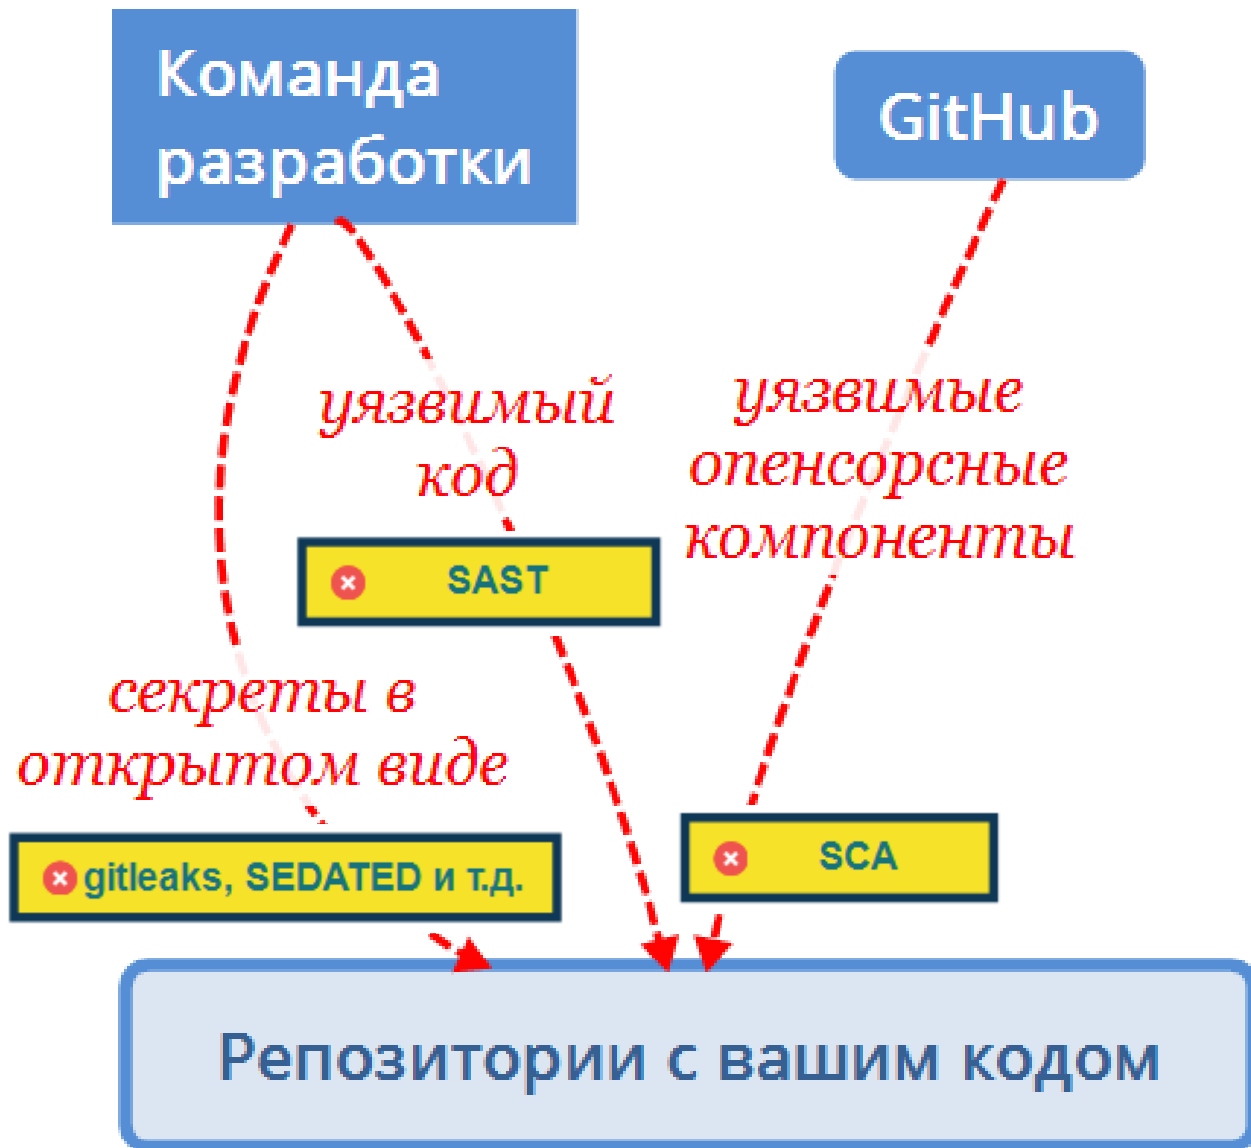 Команда
разработки
GitHub
уязвимый
код
уязвимые
опенсорсные
компоненты
SAST
секреты в
открытом виде
gitleaks, SEDATED и т.д.
SCA
Репозитории с вашим кодом